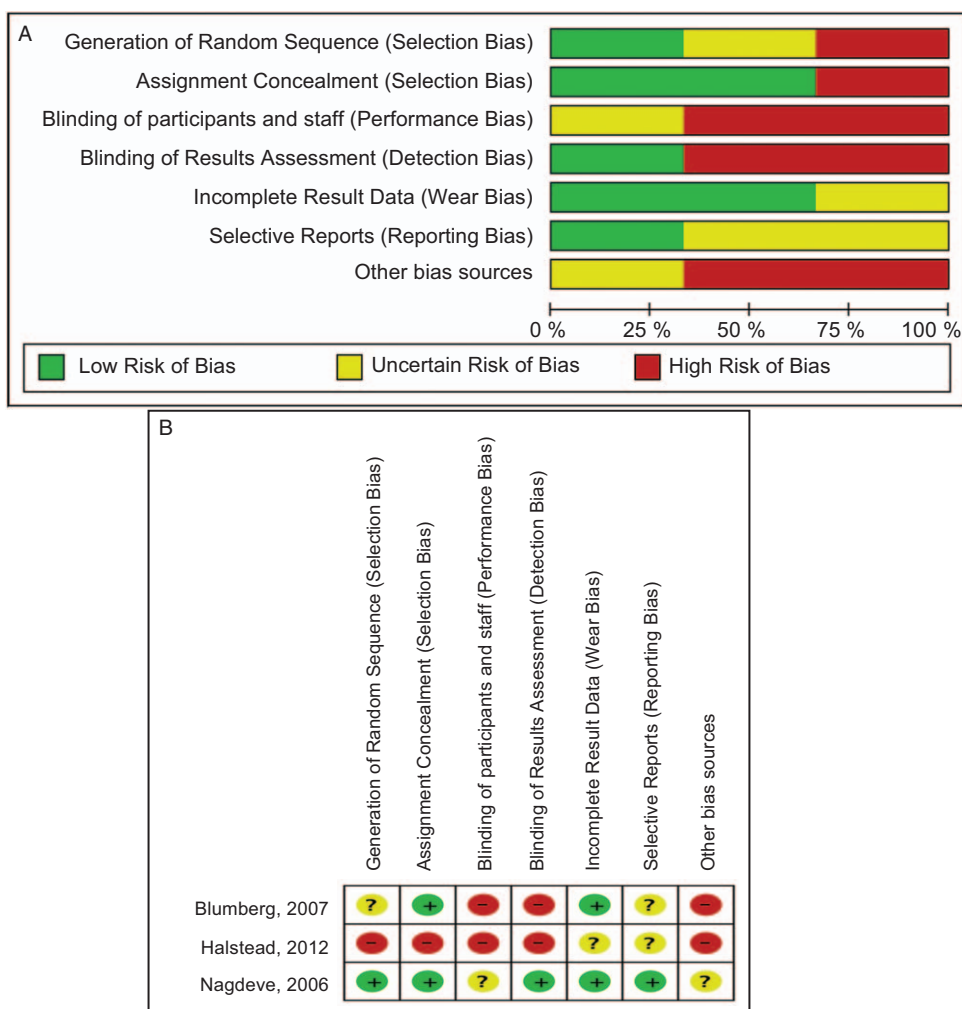 A
Generation of Random Sequence (Selection Bias)
Assignment Concealment (Selection Bias)
Blinding of participants and staff (Performance Bias)
Blinding of Results Assessment (Detection Bias)
Incomplete Result Data (Wear Bias)
Selective Reports (Reporting Bias)
Other bias sources
0 % 25 % 50 % 75 % 100 %
Low Risk of Bias Uncertain Risk of Bias High Risk of Bias
B
Generation of Random Sequence (Selection Bias)
Assignment Concealment (Selection Bias)
Blinding of participants and staff (Performance Bias)
Blinding of Results Assessment (Detection Bias)
Incomplete Result Data (Wear Bias)
Selective Reports (Reporting Bias)
Other bias sources
Blumberg, 2007 ? + − − + ? −
Halstead, 2012 − − − − ? ? −
Nagdeve, 2006 + + ? + + + ?